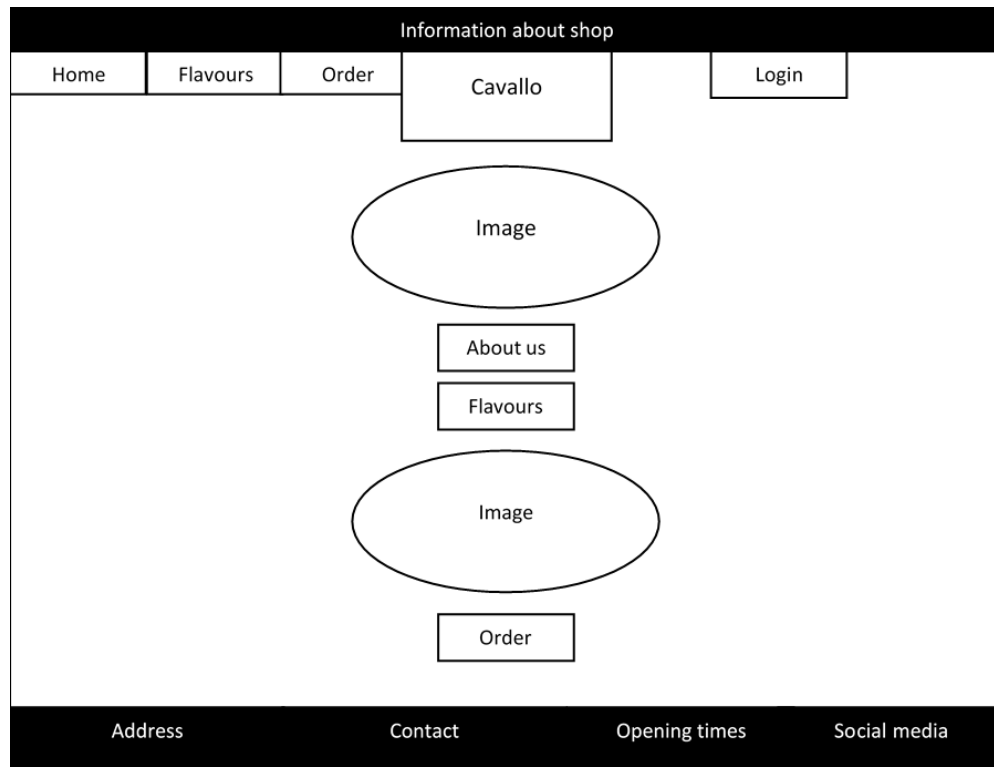 Information about shop
Home
Flavours
Order
Cavallo
Login
Image
About us
Flavours
Image
Order
Address
Contact
Opening times
Social media